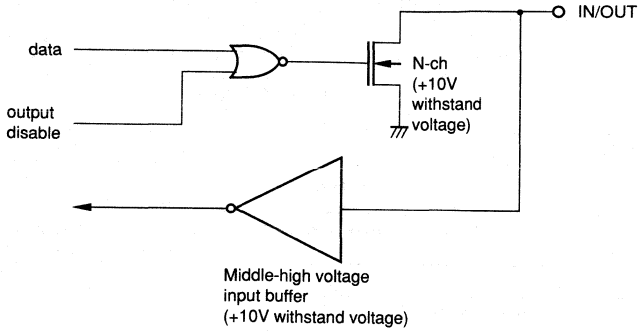 IN/OUT
data
N-ch
(+10V
withstand
voltage)
output
disable
Middle-high voltage
input buffer
(+10V withstand voltage)